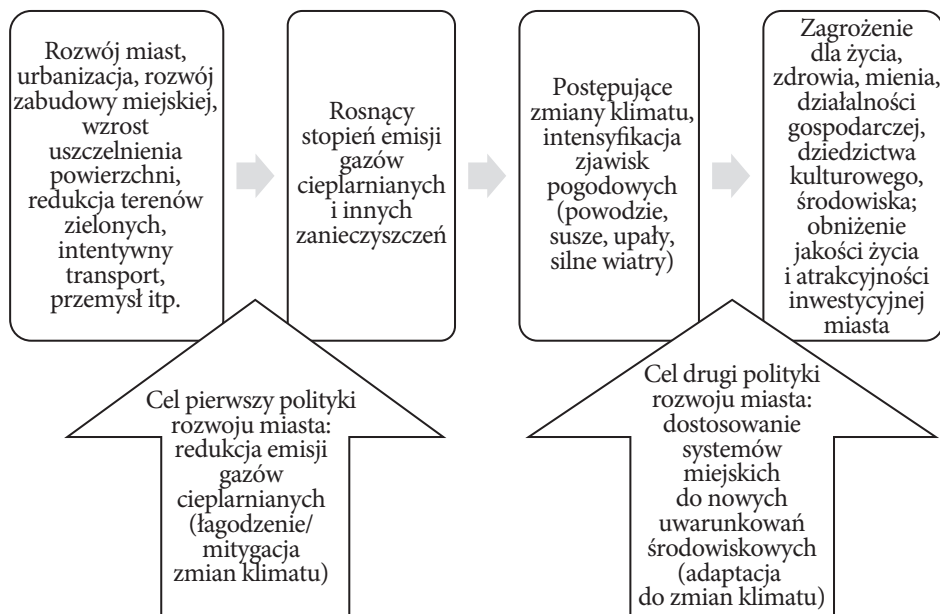 Rozwój miast,
urbanizacja, rozwój
zabudowy miejskiej,
wzrost
uszczelnienia
powierzchni,
redukcja terenów
zielonych,
intentywny
transport,
przemysł itp.
Rosnący
stopień emisji
gazów
cieplarnianych
i innych
zanieczyszczeń
Postępujące
zmiany klimatu,
intensyfikacja
zjawisk
pogodowych
(powodzie,
susze, upały,
silne wiatry)
Zagrożenie
dla życia,
zdrowia, mienia,
działalności
gospodarczej,
dziedzictwa
kulturowego,
środowiska;
obniżenie
jakości życia
i atrakcyjności
inwestycyjnej
miasta
Cel pierwszy polityki
rozwoju miasta:
redukcja emisji
gazów
cieplarnianych
(łagodzenie/
mitygacja
zmian klimatu)
Cel drugi polityki
rozwoju miasta:
dostosowanie
systemów
miejskich
do nowych
uwarunkowań
środowiskowych
(adaptacja
do zmian klimatu)